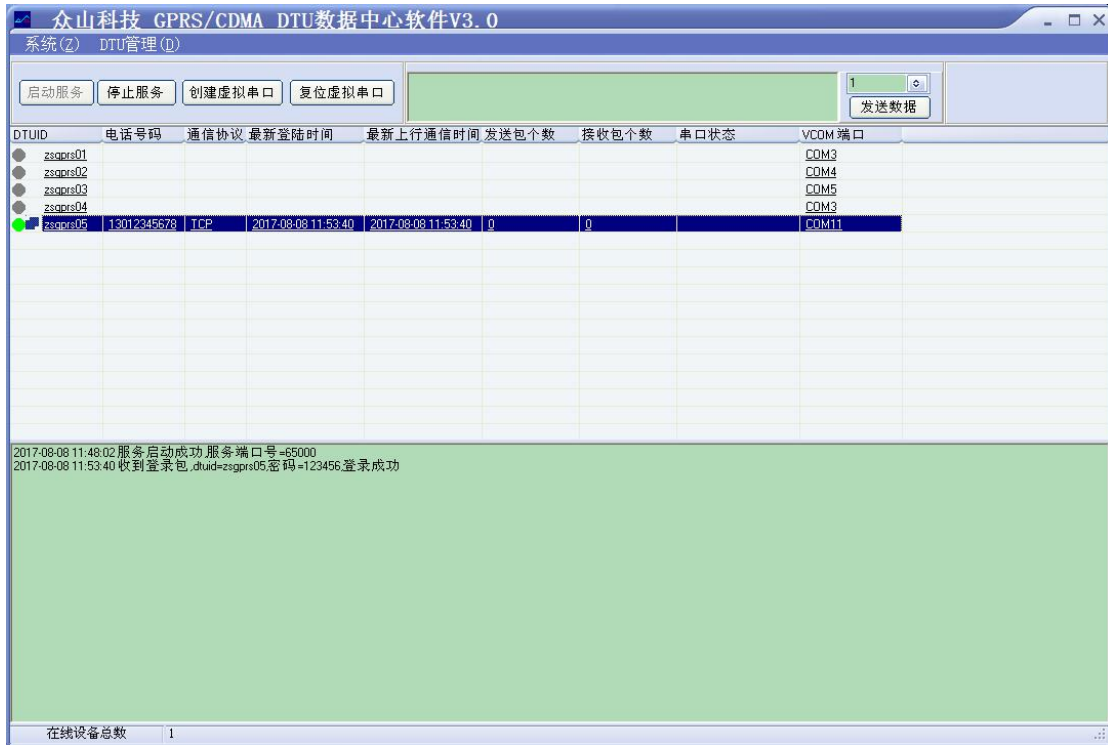 众山科技 GPRS/CDMA DTU数据中心软件V3.0
系统(Z) DTU管理(D)
启动服务 停止服务 创建虚拟串口 复位虚拟串口 1
发送数据
DTUID 电话号码 通信协议 最新登陆时间 最新上行通信时间 发送包个数 接收包个数 串口状态 VCOM 端口
zsgprs01 COM3
zsgprs02 COM4
zsgprs03 COM5
zsgprs04 COM3
zsgprs05 13012345678 TCP 2017-08-08 11:53:40 2017-08-08 11:53:40 0 0 COM11
2017-08-08 11:48:02 服务启动成功,服务端口号=65000
2017-08-08 11:53:40 收到登录包,dtuid=zsgprs05,密码=123456,登录成功
在线设备总数 1